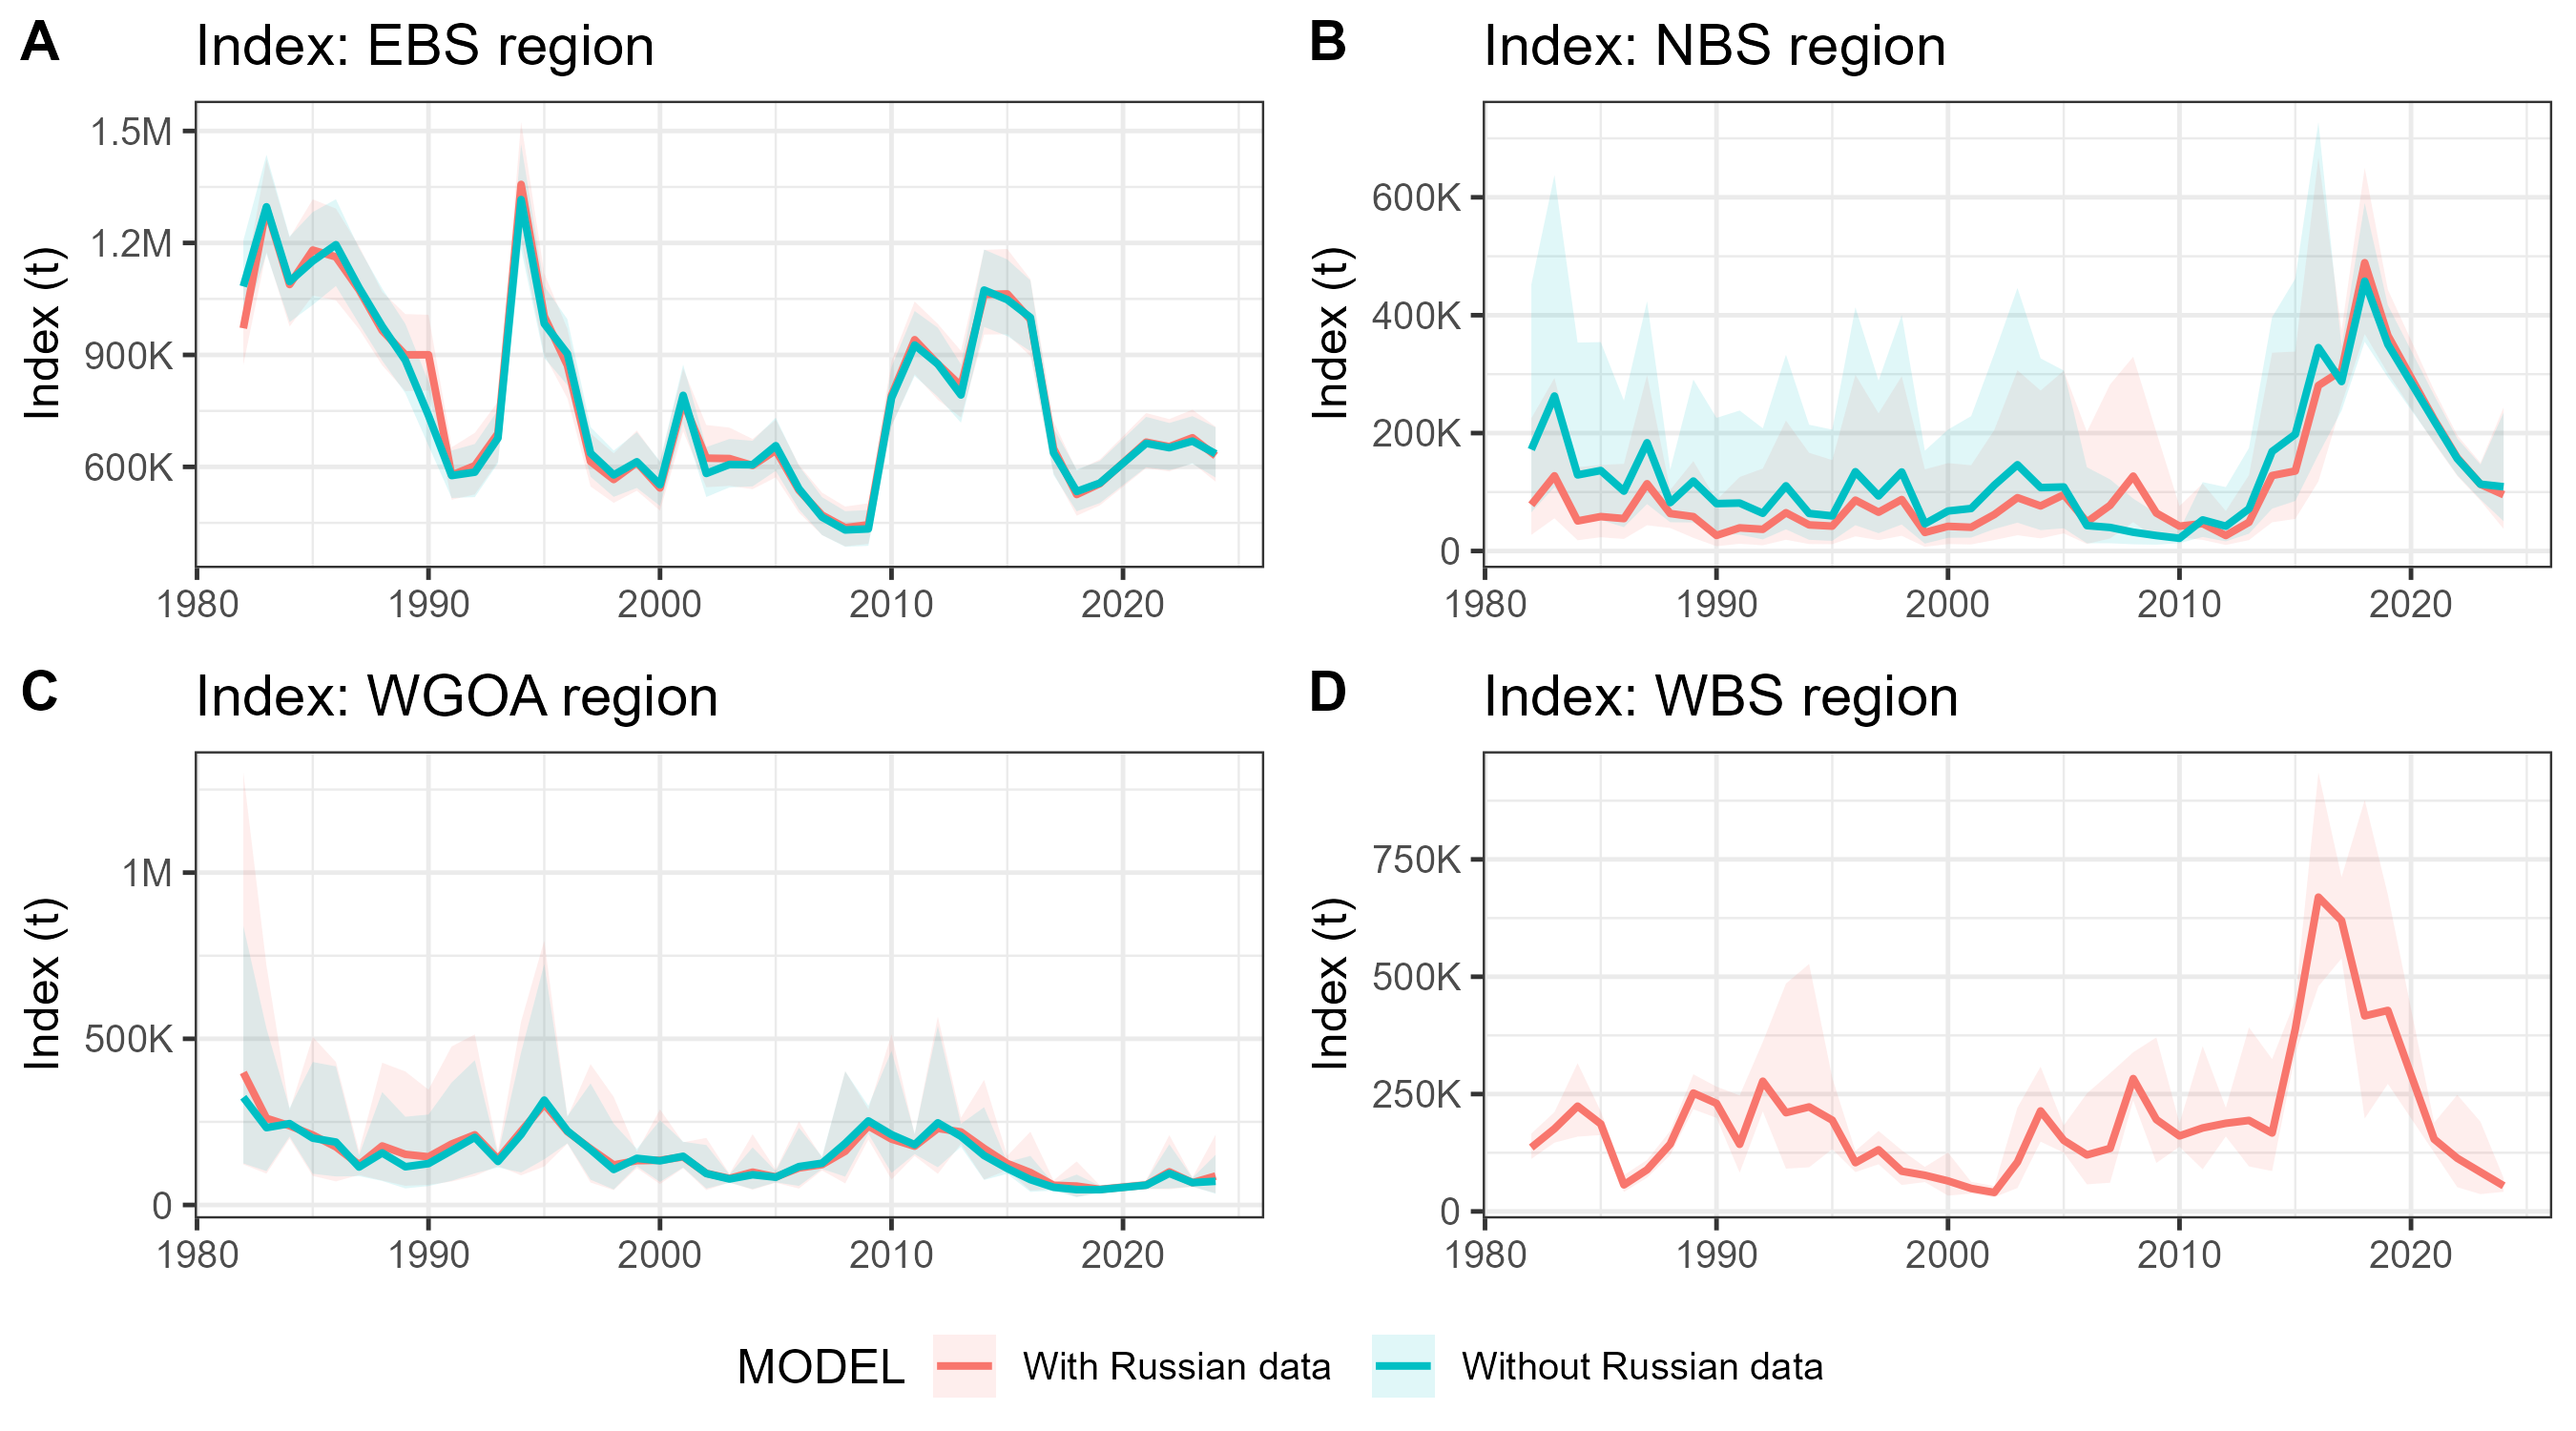 A Index: EBS region
1.5M
1.2M
900K
600K
Index (t)
1980 1990 2000 2010 2020
B Index: NBS region
600K
400K
200K
0
Index (t)
1980 1990 2000 2010 2020
C Index: WGOA region
1M
500K
0
Index (t)
1980 1990 2000 2010 2020
D Index: WBS region
750K
500K
250K
0
Index (t)
1980 1990 2000 2010 2020
MODEL With Russian data Without Russian data